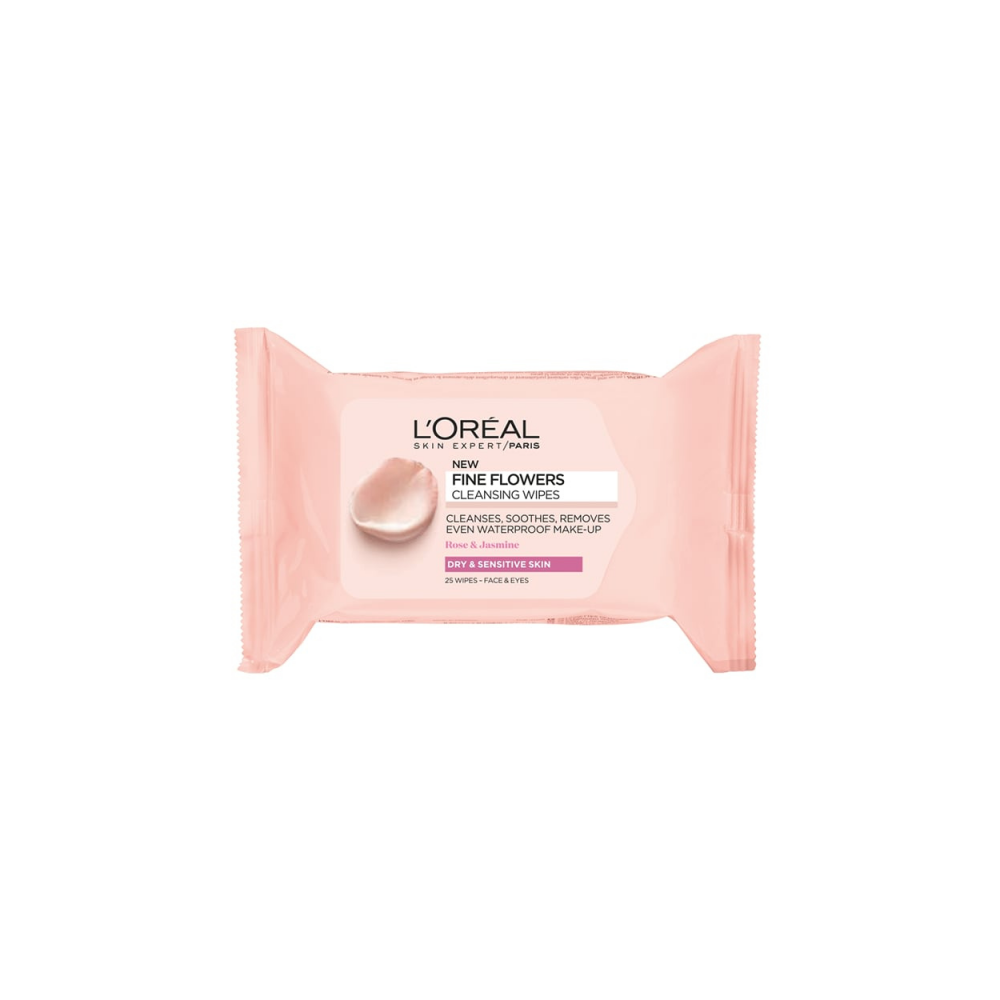 L'ORÉAL
SKIN EXPERT/PARIS
NEW
FINE FLOWERS
CLEANSING WIPES
CLEANSES, SOOTHES, REMOVES
EVEN WATERPROOF MAKE-UP
Rose & Jasmine
DRY & SENSITIVE SKIN
25 WIPES – FACE & EYES